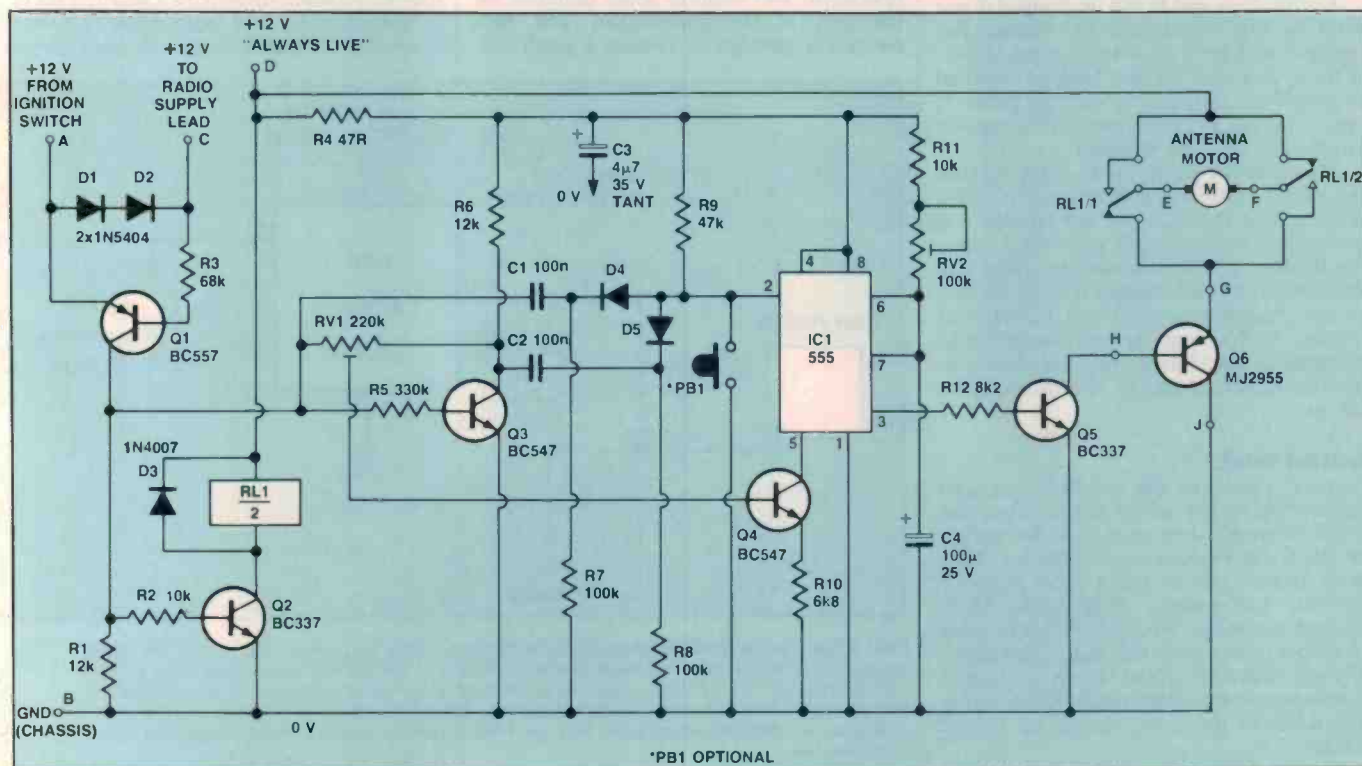 +12 V
FROM
IGNITION
SWITCH
A
+12 V
TO
RADIO
SUPPLY
LEAD
C
+12 V
"ALWAYS LIVE"
D
D1
D2
2x1N5404
R3
68k
Q1
BC557
R4 47R
R6
12k
C3
4µ7
35 V
TANT
+
0 V
R9
47k
R11
10k
RV2
100k
ANTENNA
MOTOR
M
E
F
RL1/1
RL1/2
C1 100n
D4
RV1 220k
C2 100n
D5
*PB1
R5 330k
Q3
BC547
2
4
8
6
7
3
5
1
IC1
555
G
H
Q6
MJ2955
R12 8k2
Q5
BC337
J
1N4007
D3
RL1
2
Q4
BC547
C4
100µ
25 V
+
R2 10k
Q2
BC337
R7
100k
R10
6k8
R1
12k
R8
100k
B
GND
(CHASSIS)
0 V
*PB1 OPTIONAL